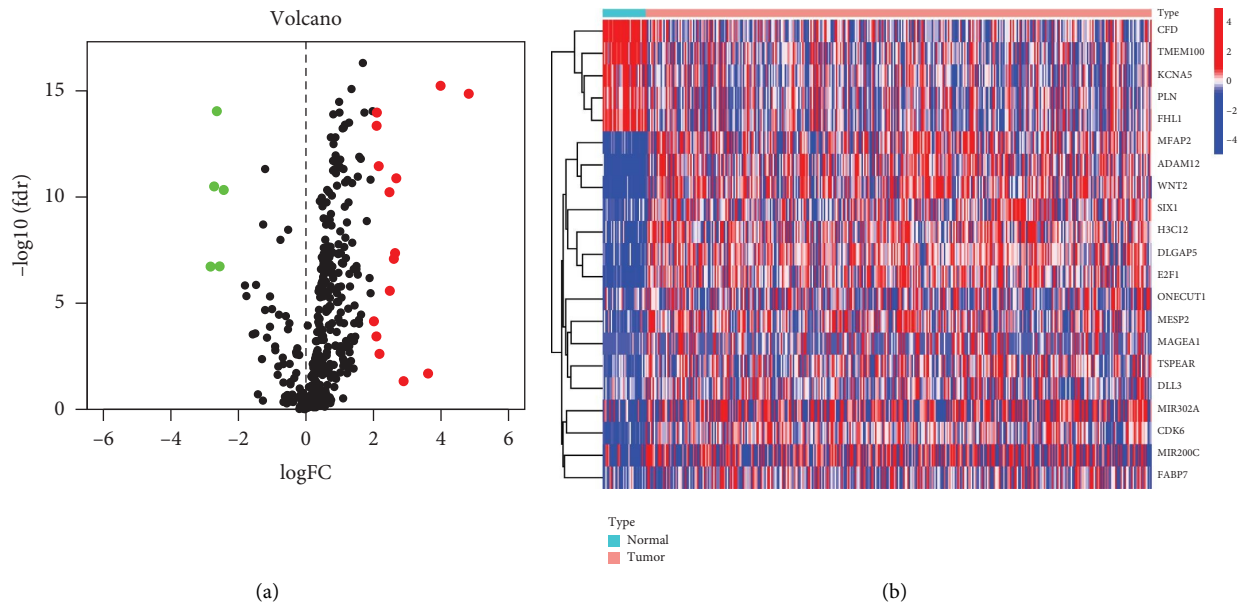 Volcano
15
10
5
0
−log10 (fdr)
−6
−4
−2
0
2
4
6
logFC
(a)
Type
CFD
TMEM100
KCNA5
PLN
FHL1
MFAP2
ADAM12
WNT2
SIX1
H3C12
DLGAP5
E2F1
ONECUT1
MESP2
MAGEA1
TSPEAR
DLL3
MIR302A
CDK6
MIR200C
FABP7
4
2
0
−2
−4
Type
Normal
Tumor
(b)